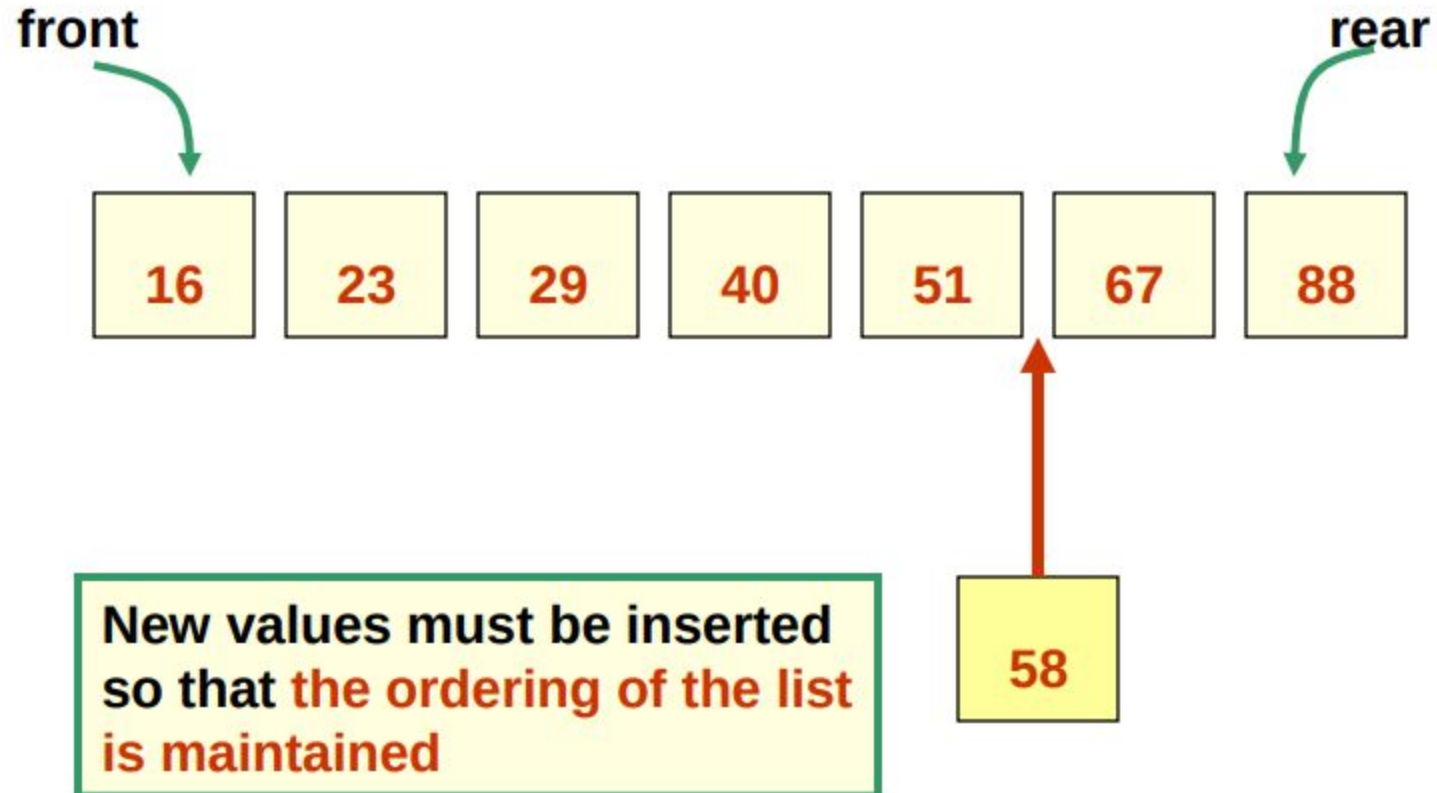 front
rear
16
23
29
40
51
67
88
58
New values must be inserted
so that the ordering of the list
is maintained